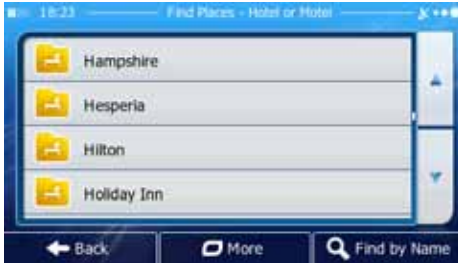 18:23 Find Places - Hotel or Motel
Hampshire
Hesperia
Hilton
Holiday Inn
Back More Find by Name